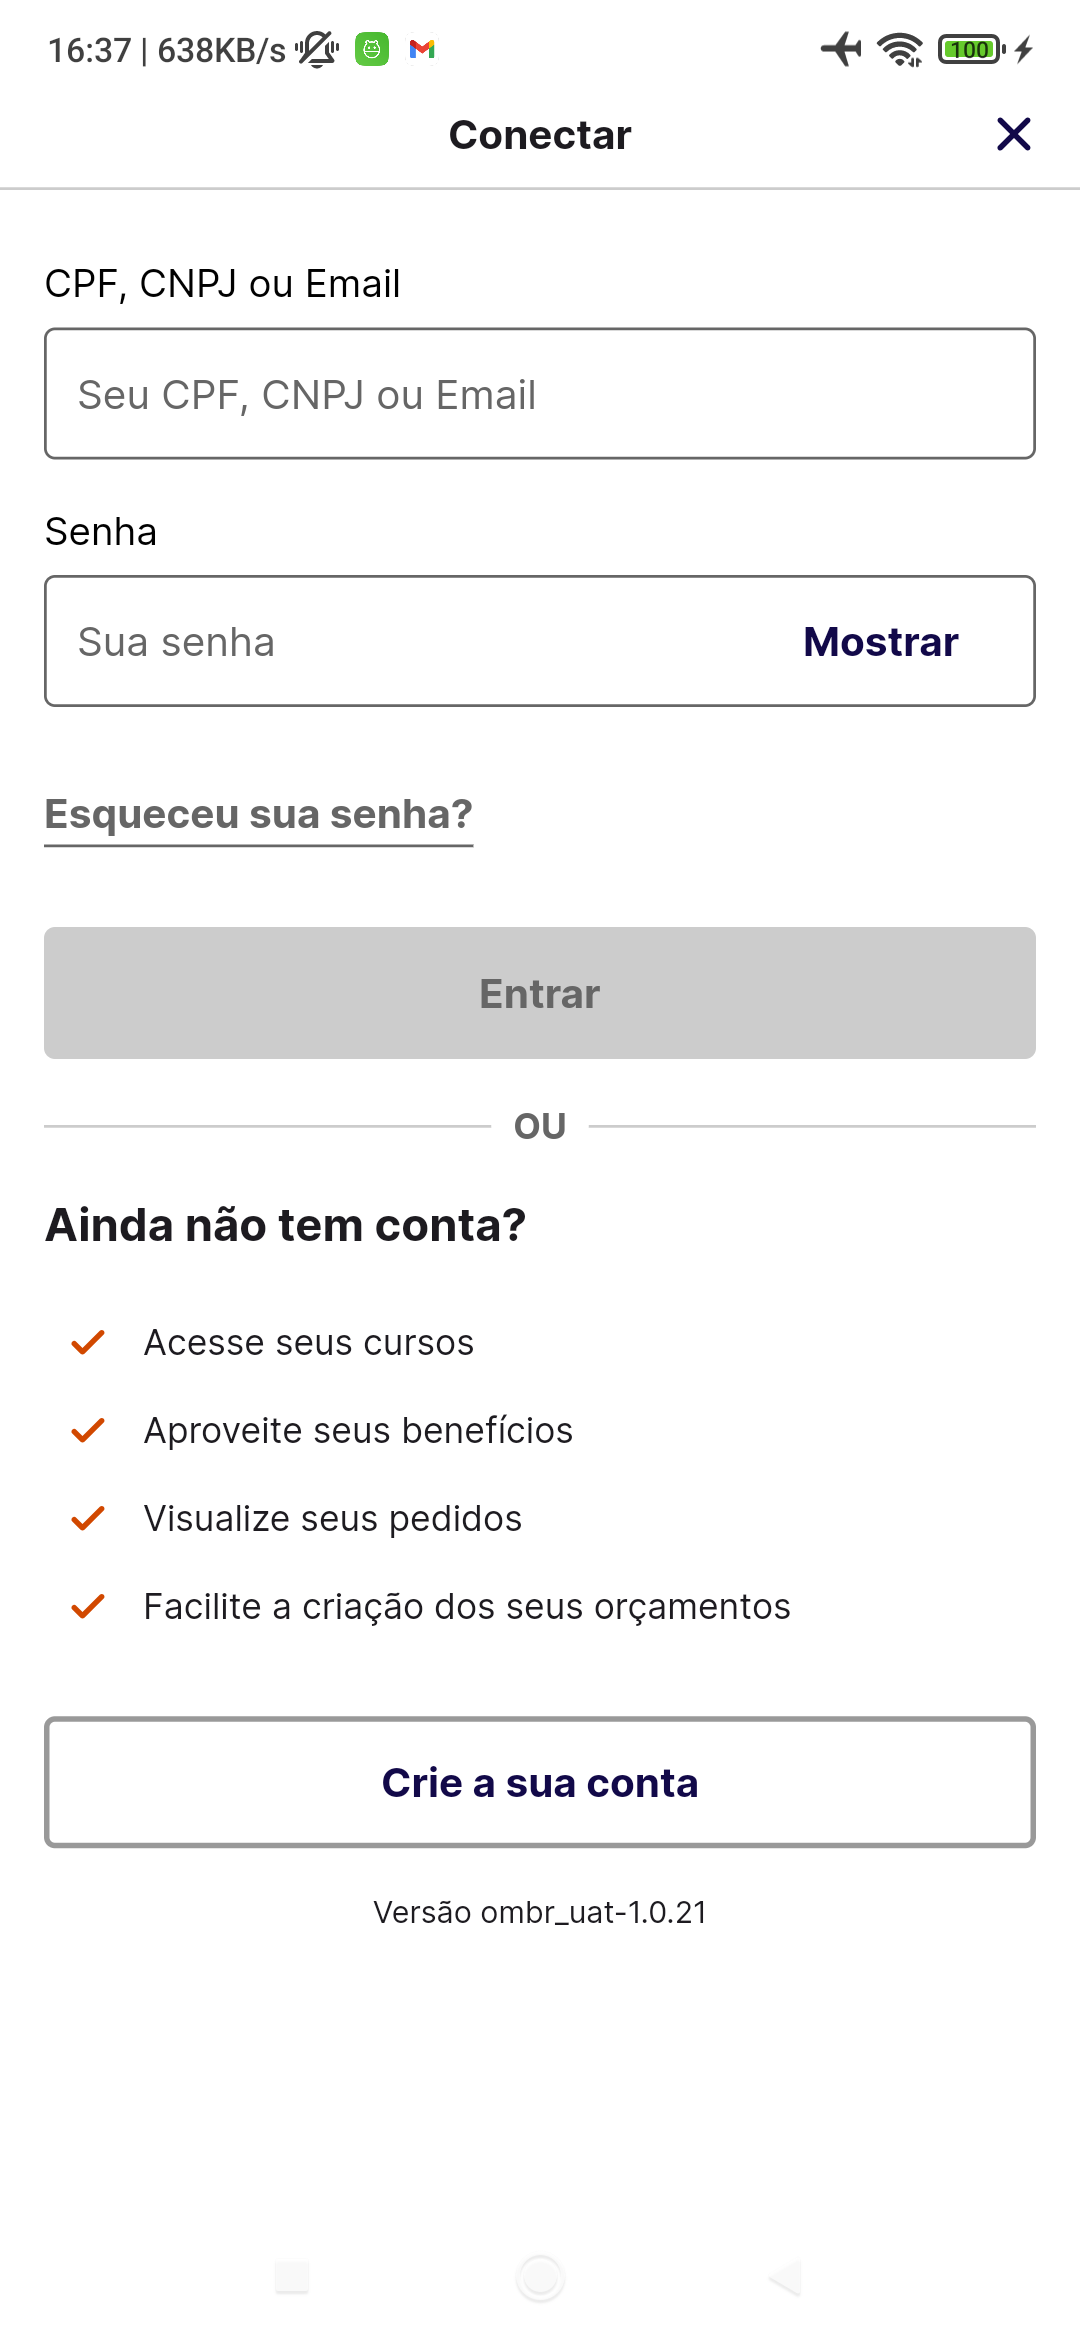 16:37 | 638KB/s
100
Conectar
CPF, CNPJ ou Email
Seu CPF, CNPJ ou Email
Senha
Sua senha
Mostrar
Esqueceu sua senha?
Entrar
OU
Ainda não tem conta?
Acesse seus cursos
Aproveite seus benefícios
Visualize seus pedidos
Facilite a criação dos seus orçamentos
Crie a sua conta
Versão ombr_uat-1.0.21